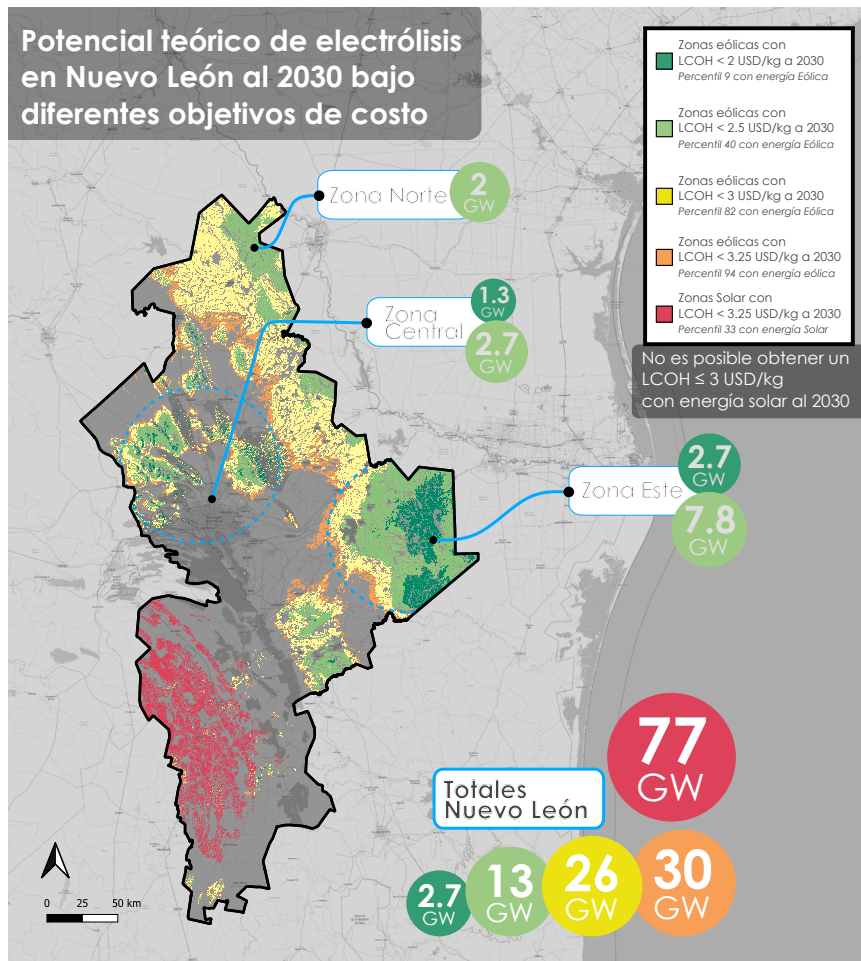 Potencial teórico de electrólisis
en Nuevo León al 2030 bajo
diferentes objetivos de costo
Zonas eólicas con
LCOH < 2 USD/kg a 2030
Percentil 9 con energía Eólica
Zonas eólicas con
LCOH < 2.5 USD/kg a 2030
Percentil 40 con energía Eólica
Zonas eólicas con
LCOH < 3 USD/kg a 2030
Percentil 82 con energía Eólica
Zonas eólicas con
LCOH < 3.25 USD/kg a 2030
Percentil 94 con energía eólica
Zonas Solar con
LCOH < 3.25 USD/kg a 2030
Percentil 33 con energía Solar
No es posible obtener un
LCOH ≤ 3 USD/kg
con energía solar al 2030
Zona Norte
2
GW
Zona
Central
1.3
GW
2.7
GW
Zona Este
2.7
GW
7.8
GW
77
GW
Totales
Nuevo León
2.7
GW
13
GW
26
GW
30
GW
0 25 50 km